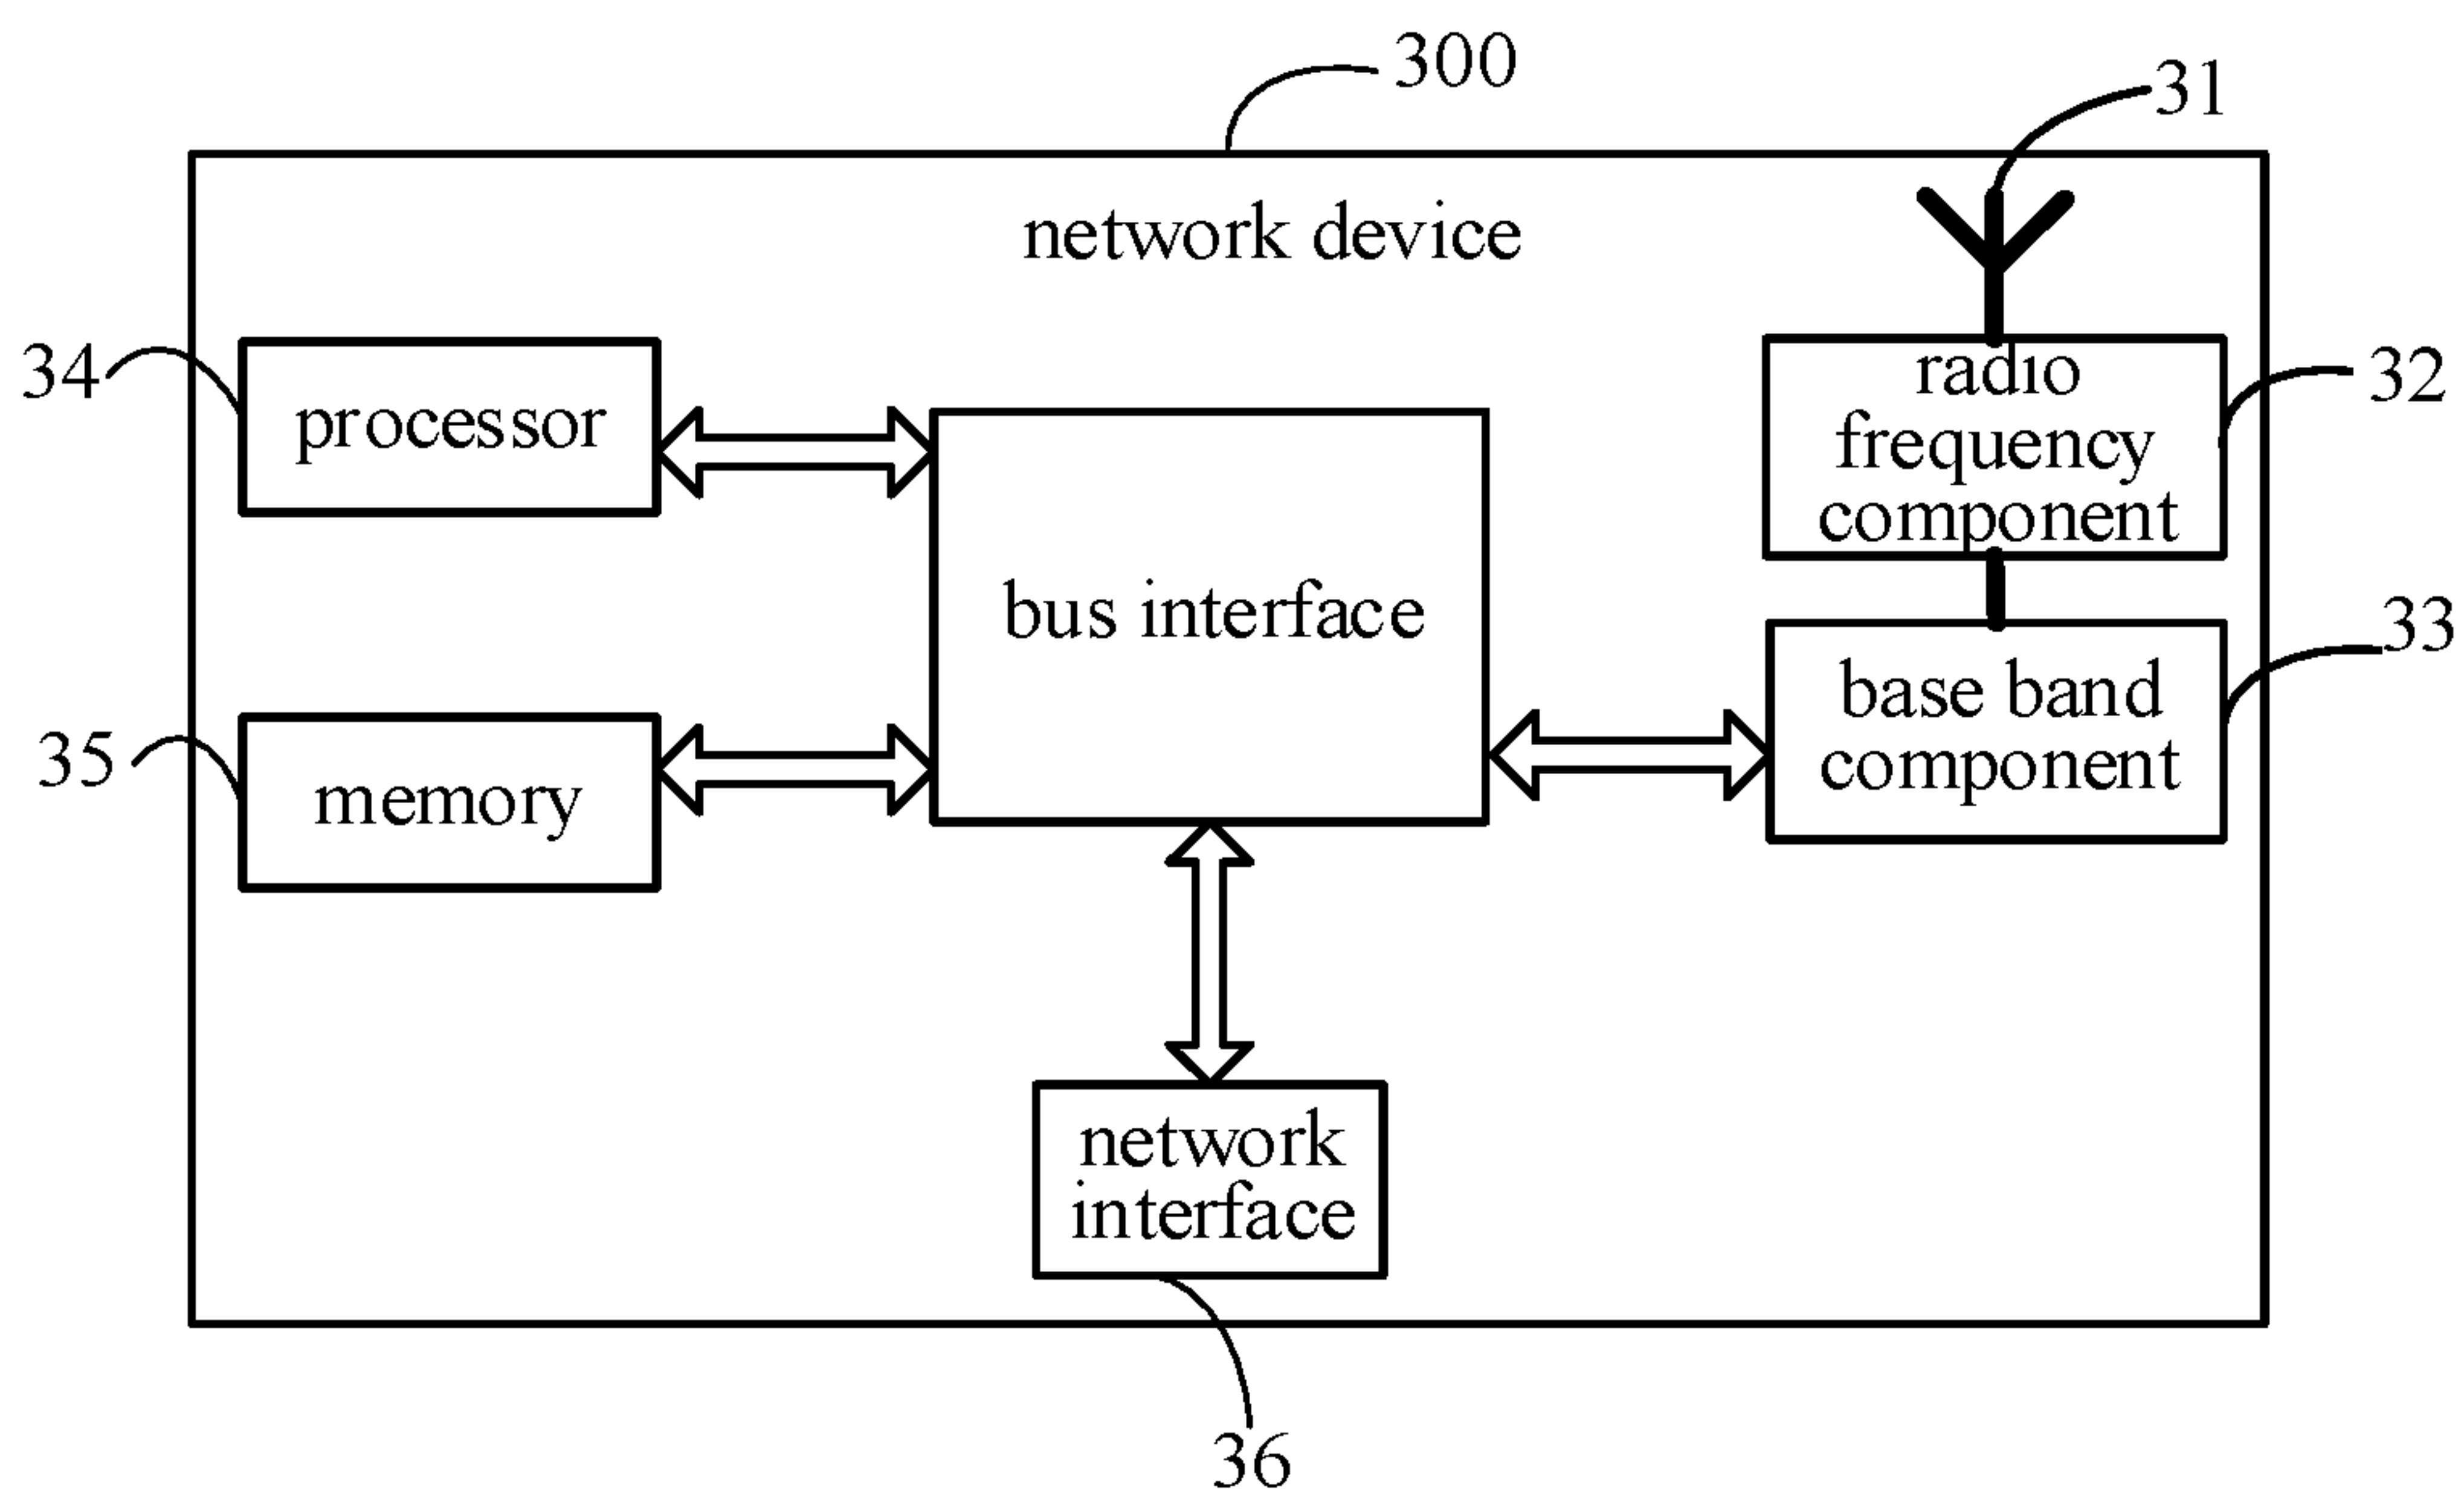 300
31
network device
34
processor
radio
frequency
component
32
bus interface
33
base band
component
35
memory
network
interface
36